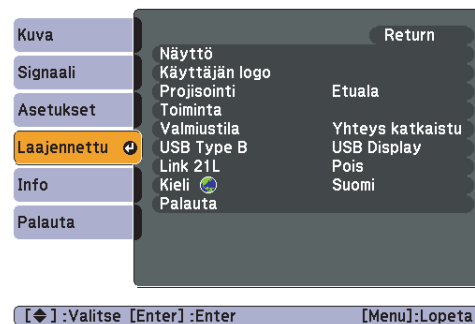 Kuva
Signaali
Asetukset
Laajennettu
Info
Palauta
Return
Näyttö
Käyttäjän logo
Projisointi Etuala
Toiminta
Valmiustila Yhteys katkaistu
USB Type B USB Display
Link 21L Pois
Kieli Suomi
Palauta
[◆] :Valitse [Enter] :Enter [Menu]:Lopeta